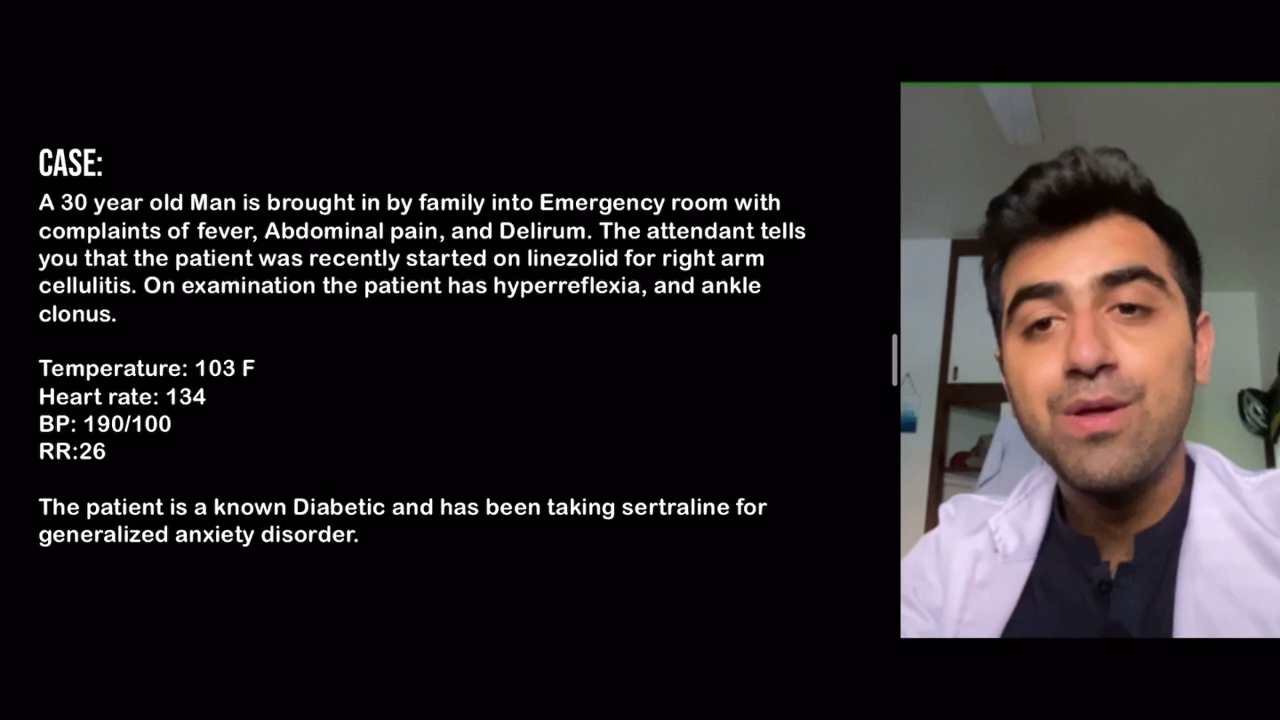 CASE:
A 30 year old Man is brought in by family into Emergency room with
complaints of fever, Abdominal pain, and Delirum. The attendant tells
you that the patient was recently started on linezolid for right arm
cellulitis. On examination the patient has hyperreflexia, and ankle
clonus.
Temperature: 103 F
Heart rate: 134
BP: 190/100
RR:26
The patient is a known Diabetic and has been taking sertraline for
generalized anxiety disorder.